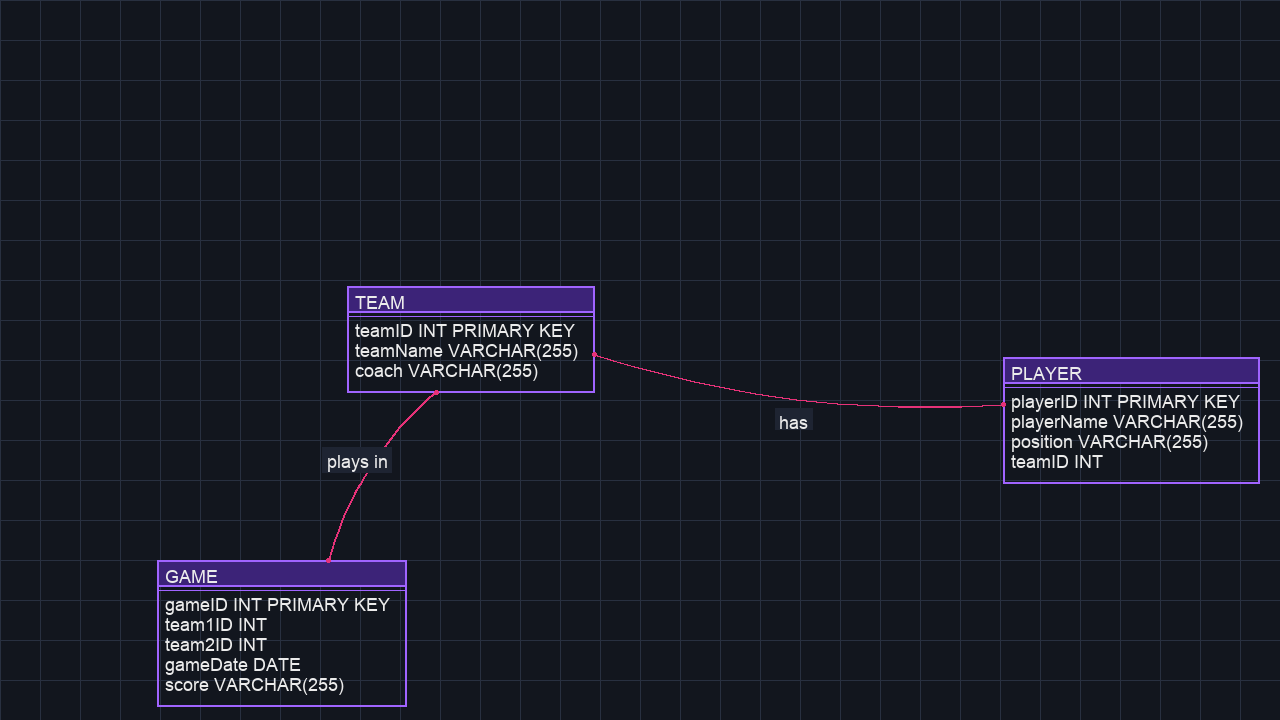 TEAM
teamID INT PRIMARY KEY
teamName VARCHAR(255)
coach VARCHAR(255)
has
PLAYER
playerID INT PRIMARY KEY
playerName VARCHAR(255)
position VARCHAR(255)
teamID INT
plays in
GAME
gameID INT PRIMARY KEY
team1ID INT
team2ID INT
gameDate DATE
score VARCHAR(255)